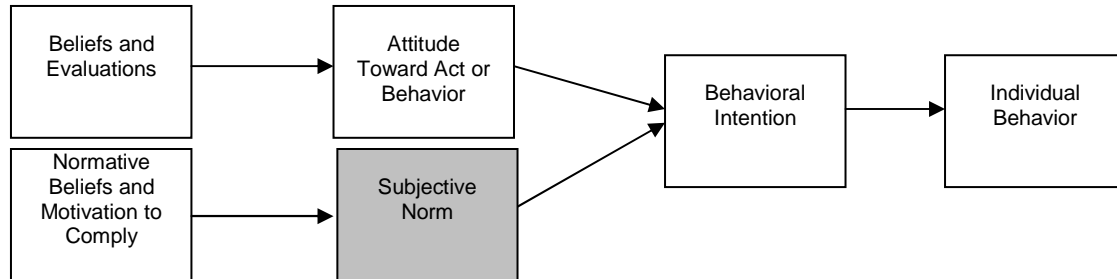 Beliefs and
Evaluations
Attitude
Toward Act or
Behavior
Behavioral
Intention
Individual
Behavior
Normative
Beliefs and
Motivation to
Comply
Subjective
Norm